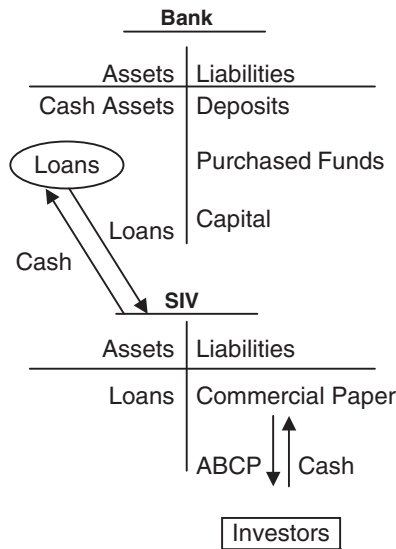 Bank
Assets Liabilities
Cash Assets Deposits
Loans Purchased Funds
Loans Capital
Cash
SIV
Assets Liabilities
Loans Commercial Paper
ABCP Cash
Investors